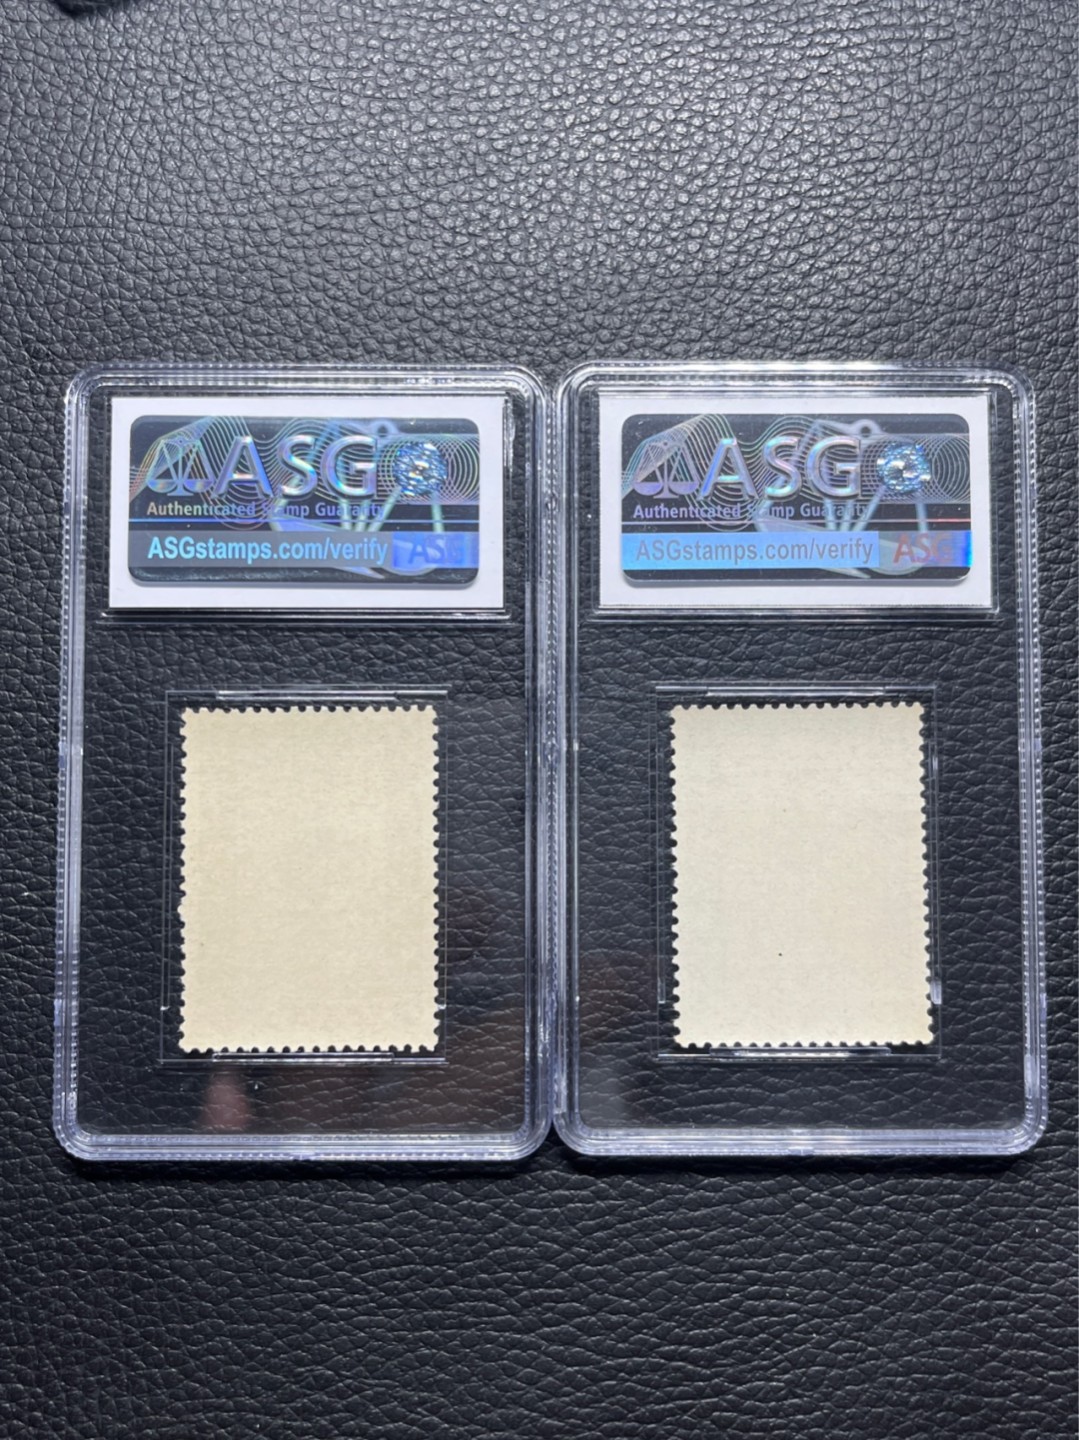 ASG
Authenticated Stamp Guaranty
ASGstamps.com/verify ASG
ASG
Authenticated Stamp Guaranty
ASGstamps.com/verify ASG